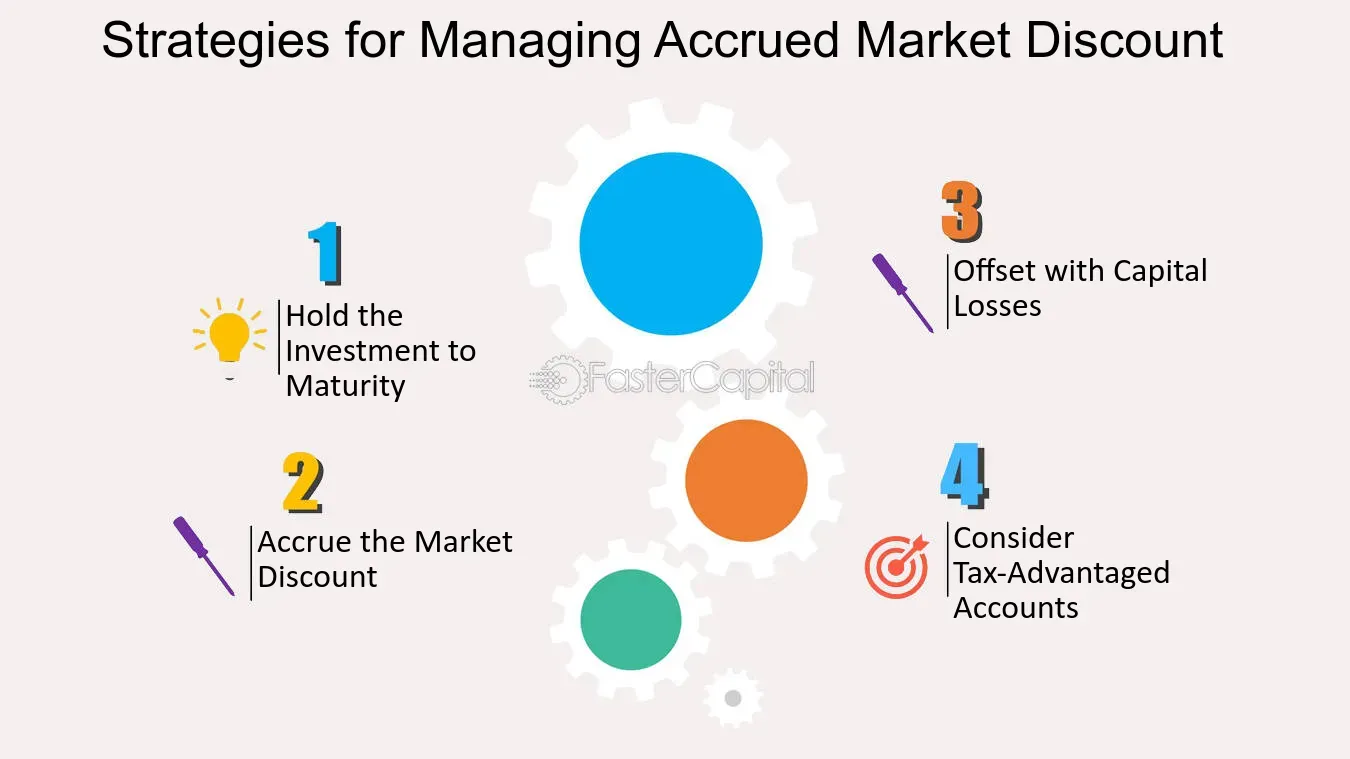 Strategies for Managing Accrued Market Discount
1
Hold the
Investment to
Maturity
2
Accrue the Market
Discount
3
Offset with Capital
Losses
4
Consider
Tax-Advantaged
Accounts
FasterCapital